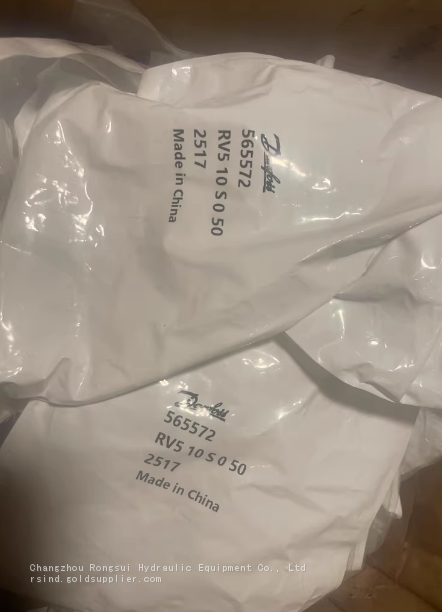 Danfoss
565572
RV5 10 S 0 50
2517
Made in China
Danfoss
565572
RV5 10 S 0 50
2517
Made in China
Changzhou Rongsui Hydraulic Equipment Co., Ltd
rsind.goldsupplier.com